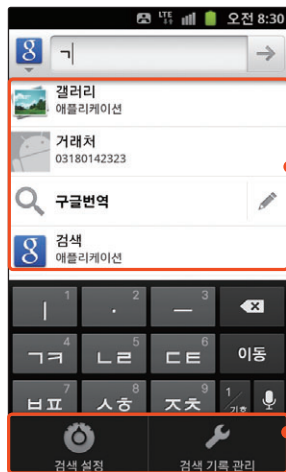 LTE 오전 8:30
g ㄱ
갤러리
애플리케이션
거래처
03180142323
구글번역
g 검색
애플리케이션
ㅣ 1 · 2 ㅡ 3
ㄱㅋ 4 ㄴㄹ 5 ㄷㅌ 6 이동
ㅂㅍ 7 ㅅㅎ 8 ㅈㅊ 9 1/기호
검색 설정 검색 기록 관리